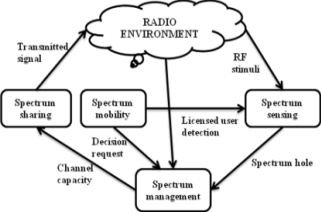 RADIO
ENVIRONMENT
Transmitted
signal
RF
stimuli
Spectrum
sharing
Spectrum
mobility
Spectrum
sensing
Licensed user
detection
Decision
request
Channel
capacity
Spectrum hole
Spectrum
management